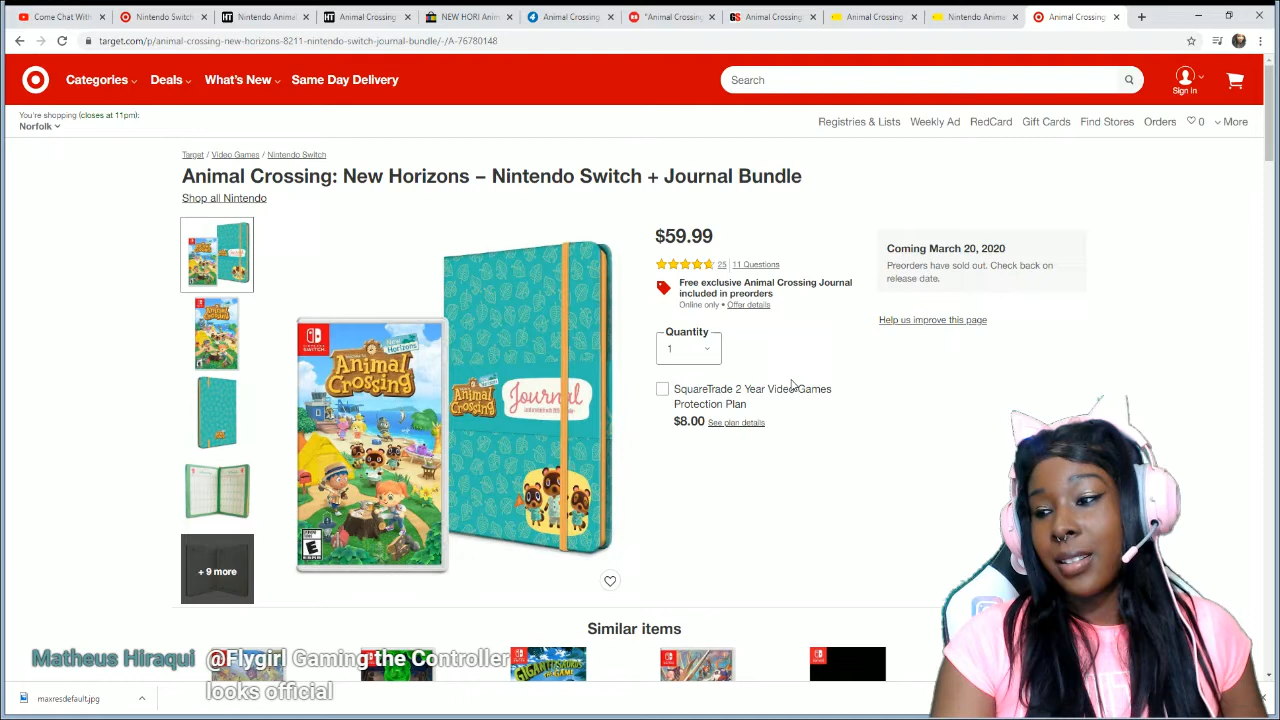 Come Chat With
Nintendo Switch
Nintendo Animal
Animal Crossing
NEW HORI Anim
Animal Crossing
"Animal Crossing
Animal Crossing
Animal Crossing
Nintendo Animal
Animal Crossing
target.com/p/animal-crossing-new-horizons-8211-nintendo-switch-journal-bundle/-/A-76780148
Categories
Deals
What's New
Same Day Delivery
Search
Sign In
You're shopping (closes at 11pm):
Norfolk
Registries & Lists
Weekly Ad
RedCard
Gift Cards
Find Stores
Orders
0
More
Target / Video Games / Nintendo Switch
Animal Crossing: New Horizons – Nintendo Switch + Journal Bundle
Shop all Nintendo
+ 9 more
NINTENDO SWITCH
New Horizons
Animal Crossing
Animal Crossing
Journal
E
$59.99
25
11 Questions
Free exclusive Animal Crossing Journal
included in preorders
Online only • Offer details
Quantity
1
SquareTrade 2 Year Video Games
Protection Plan
$8.00 See plan details
Coming March 20, 2020
Preorders have sold out. Check back on
release date.
Help us improve this page
Similar items
GIGANTOSAURUS
THE GAME
Matheus Hiraqui @Flygirl Gaming the Controller
looks official
maxresdefault.jpg